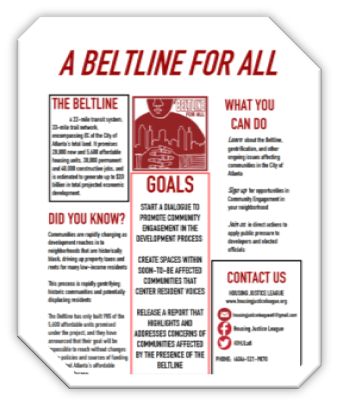 A BELTLINE FOR ALL
THE BELTLINE
a 22-mile transit system,
33-mile trail network,
encompassing 8% of the City of
Atlanta's total land. It promises
28,000 new and 5,600 affordable
housing units, 30,000 permanent
and 48,000 construction jobs, and
is estimated to generate up to $20
billion in total projected economic
development.
DID YOU KNOW?
Communities are rapidly changing as
development reaches in to
neighborhoods that are historically
black, driving up property taxes and
rents for many low-income residents
This process is rapidly gentrifying
historic communities and potentially
displacing residents
The Beltline has only built
5,600 affordable units promised
under the project, and they have
announced that their goal will be
impossible to reach without changes
policies and sources of funding
Atlanta's affordable
BELTLINE
FOR ALL
GOALS
START A DIALOGUE TO
PROMOTE COMMUNITY
ENGAGEMENT IN THE
DEVELOPMENT PROCESS
CREATE SPACES WITHIN
SOON-TO-BE AFFECTED
COMMUNITIES THAT
CENTER RESIDENT VOICES
RELEASE A REPORT THAT
HIGHLIGHTS AND
ADDRESSES CONCERNS OF
COMMUNITIES AFFECTED
BY THE PRESENCE OF THE
BELTLINE
WHAT YOU
CAN DO
Learn about the Beltline,
gentrification, and other
ongoing issues affecting
communities in the City of
Atlanta
Sign up for opportunities in
Community Engagement in
your neighborhood
Join us in direct actions to
apply public pressure to
developers and elected
officials
CONTACT US
HOUSING JUSTICE LEAGUE
www.housingjusticeleague.org
housingjusticeleague@gmail.com
Housing Justice League
@HJLatl
PHONE: